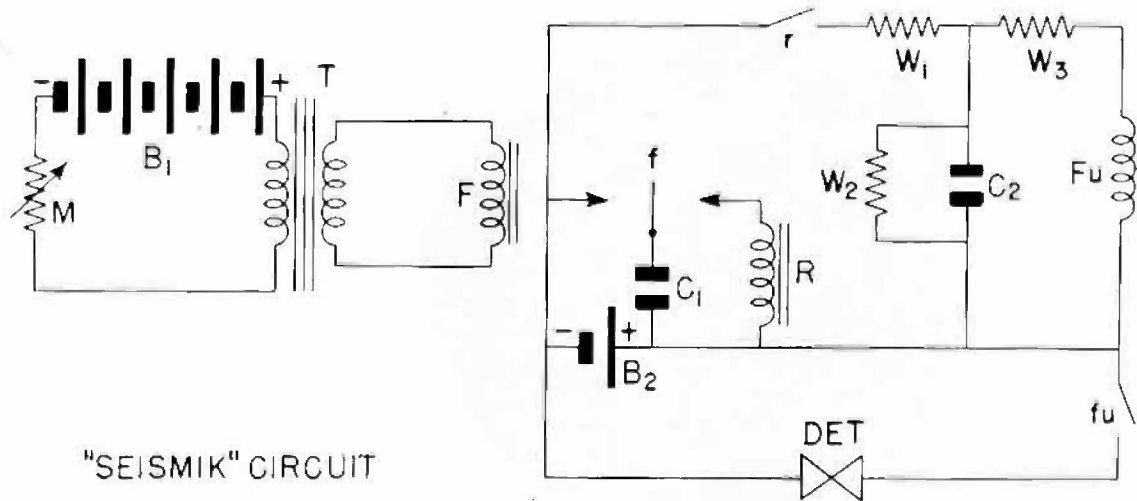 r
W1
W3
- + T
B1
f
M
F
W2
C2
Fu
R
C1
- +
B2
fu
DET
"SEISMIK" CIRCUIT